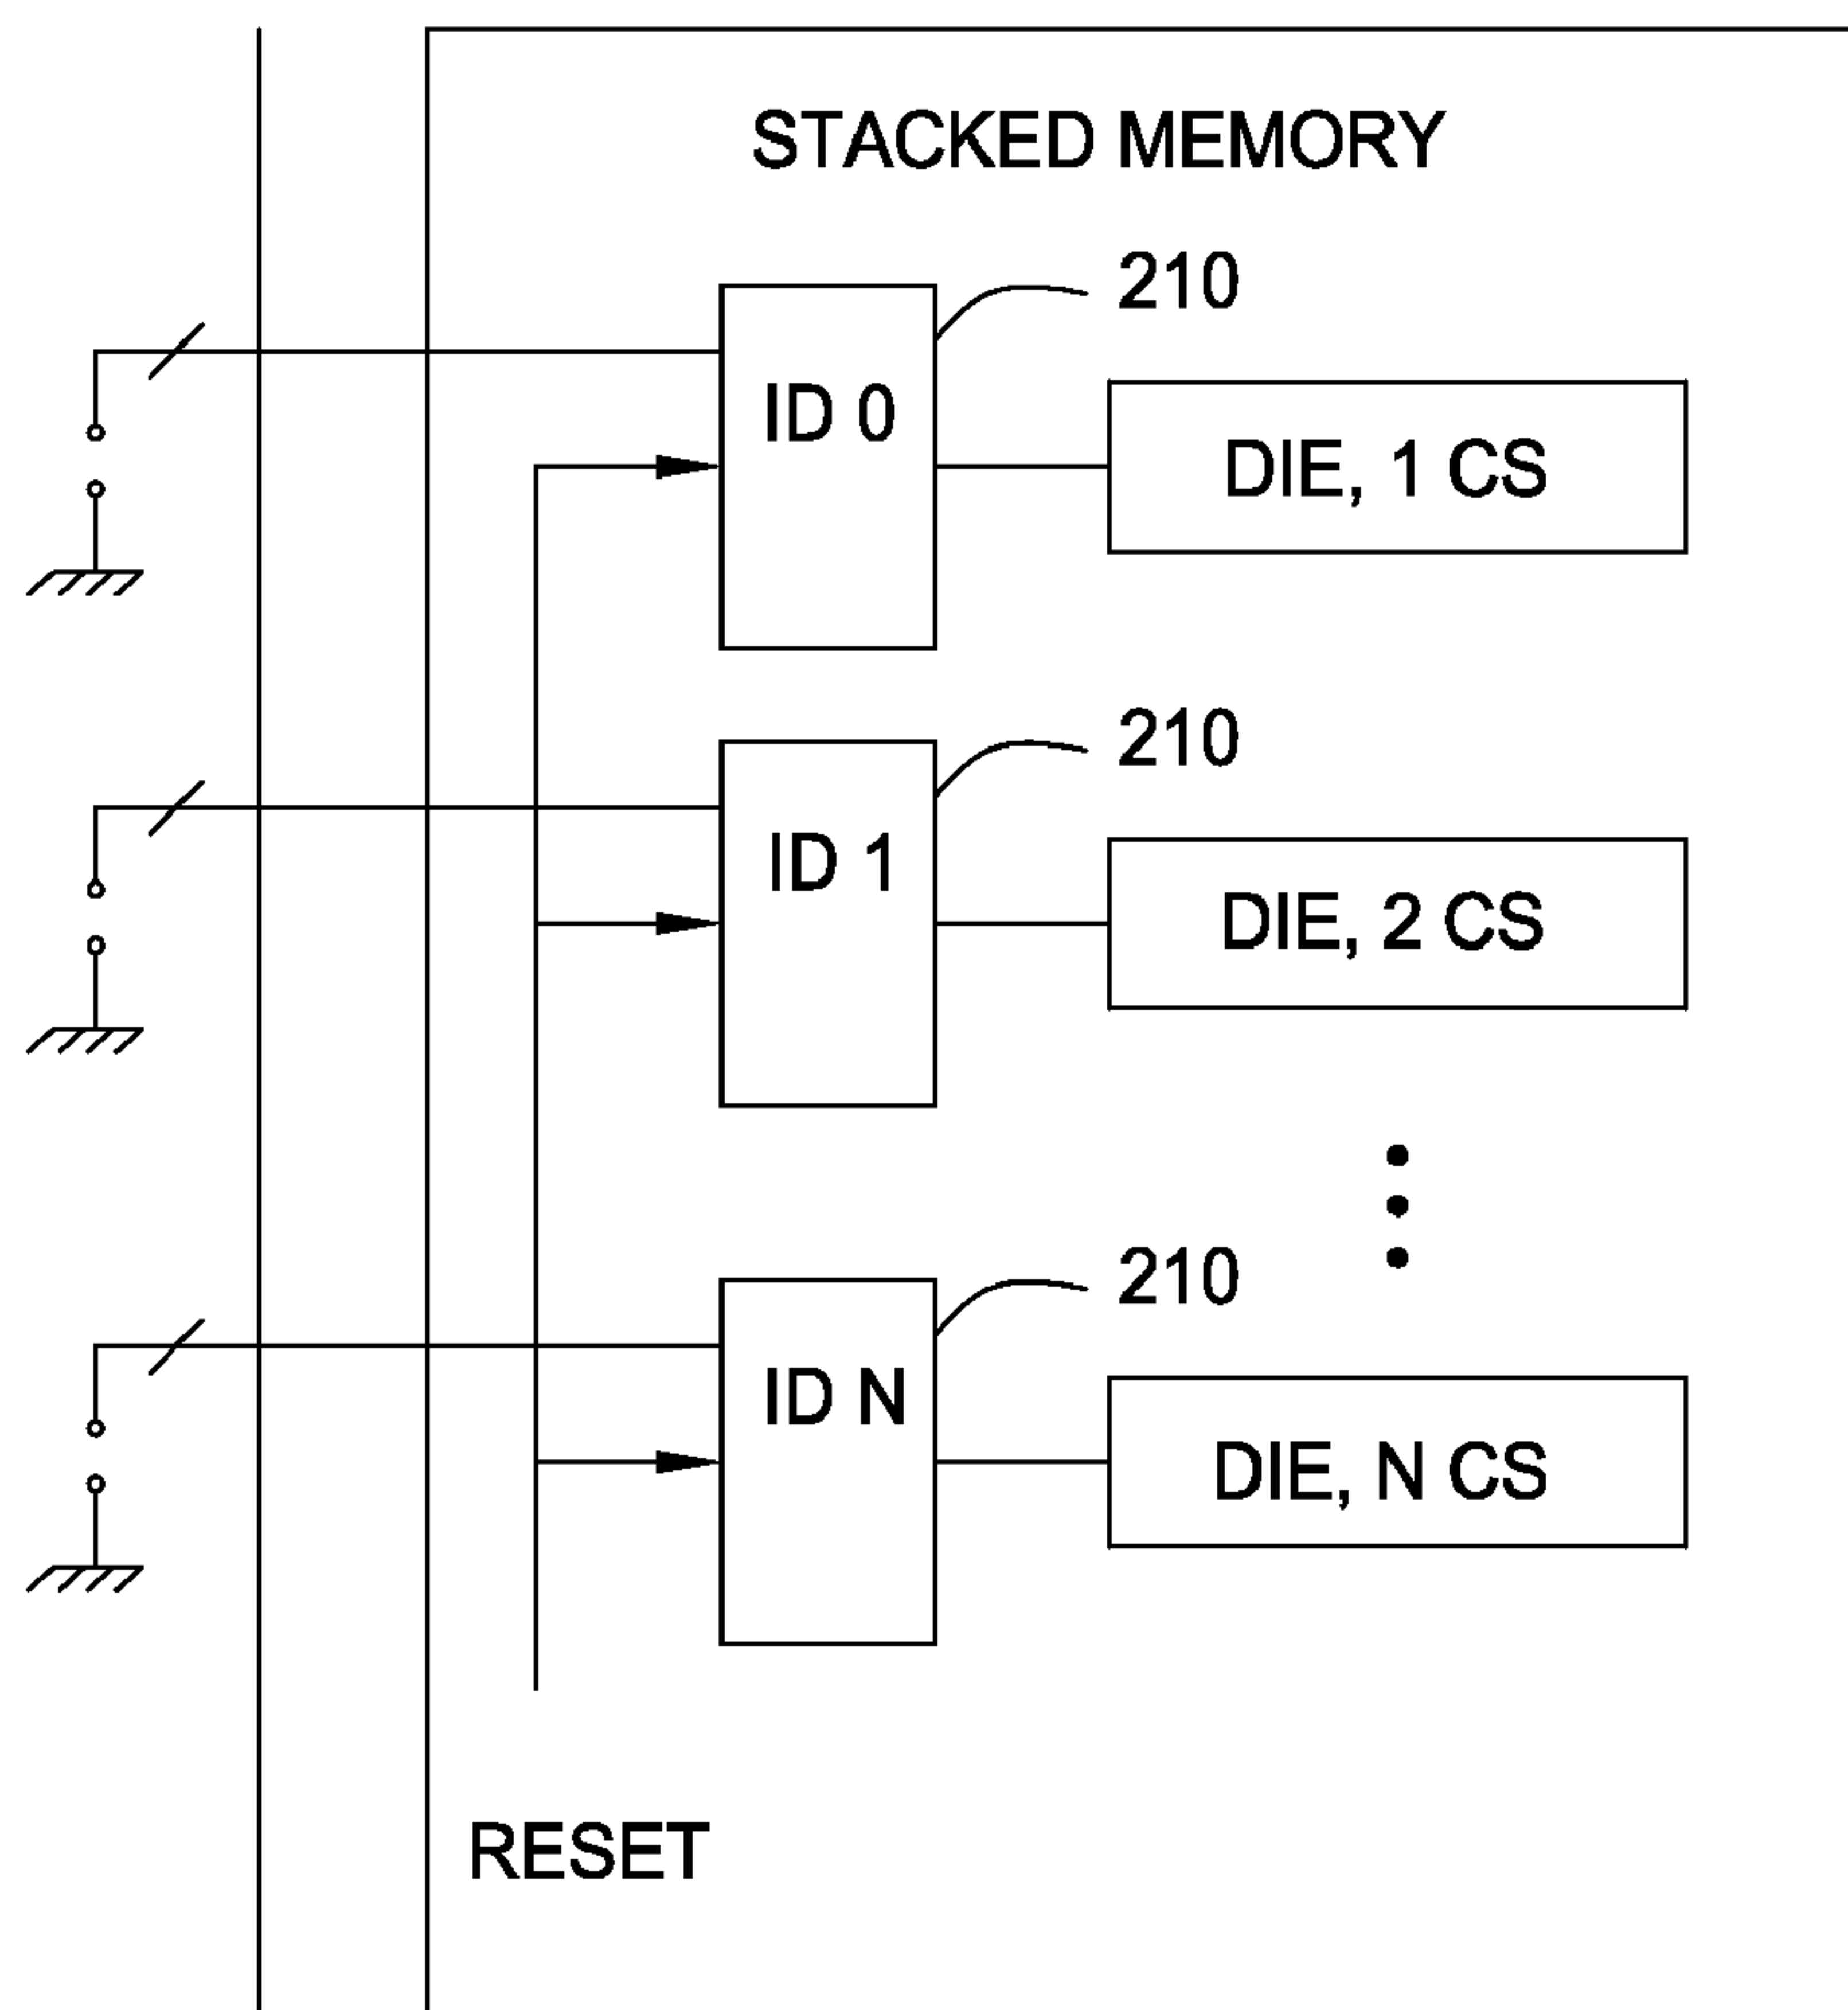 STACKED MEMORY
210
ID 0
DIE, 1 CS
210
ID 1
DIE, 2 CS
210
ID N
DIE, N CS
RESET